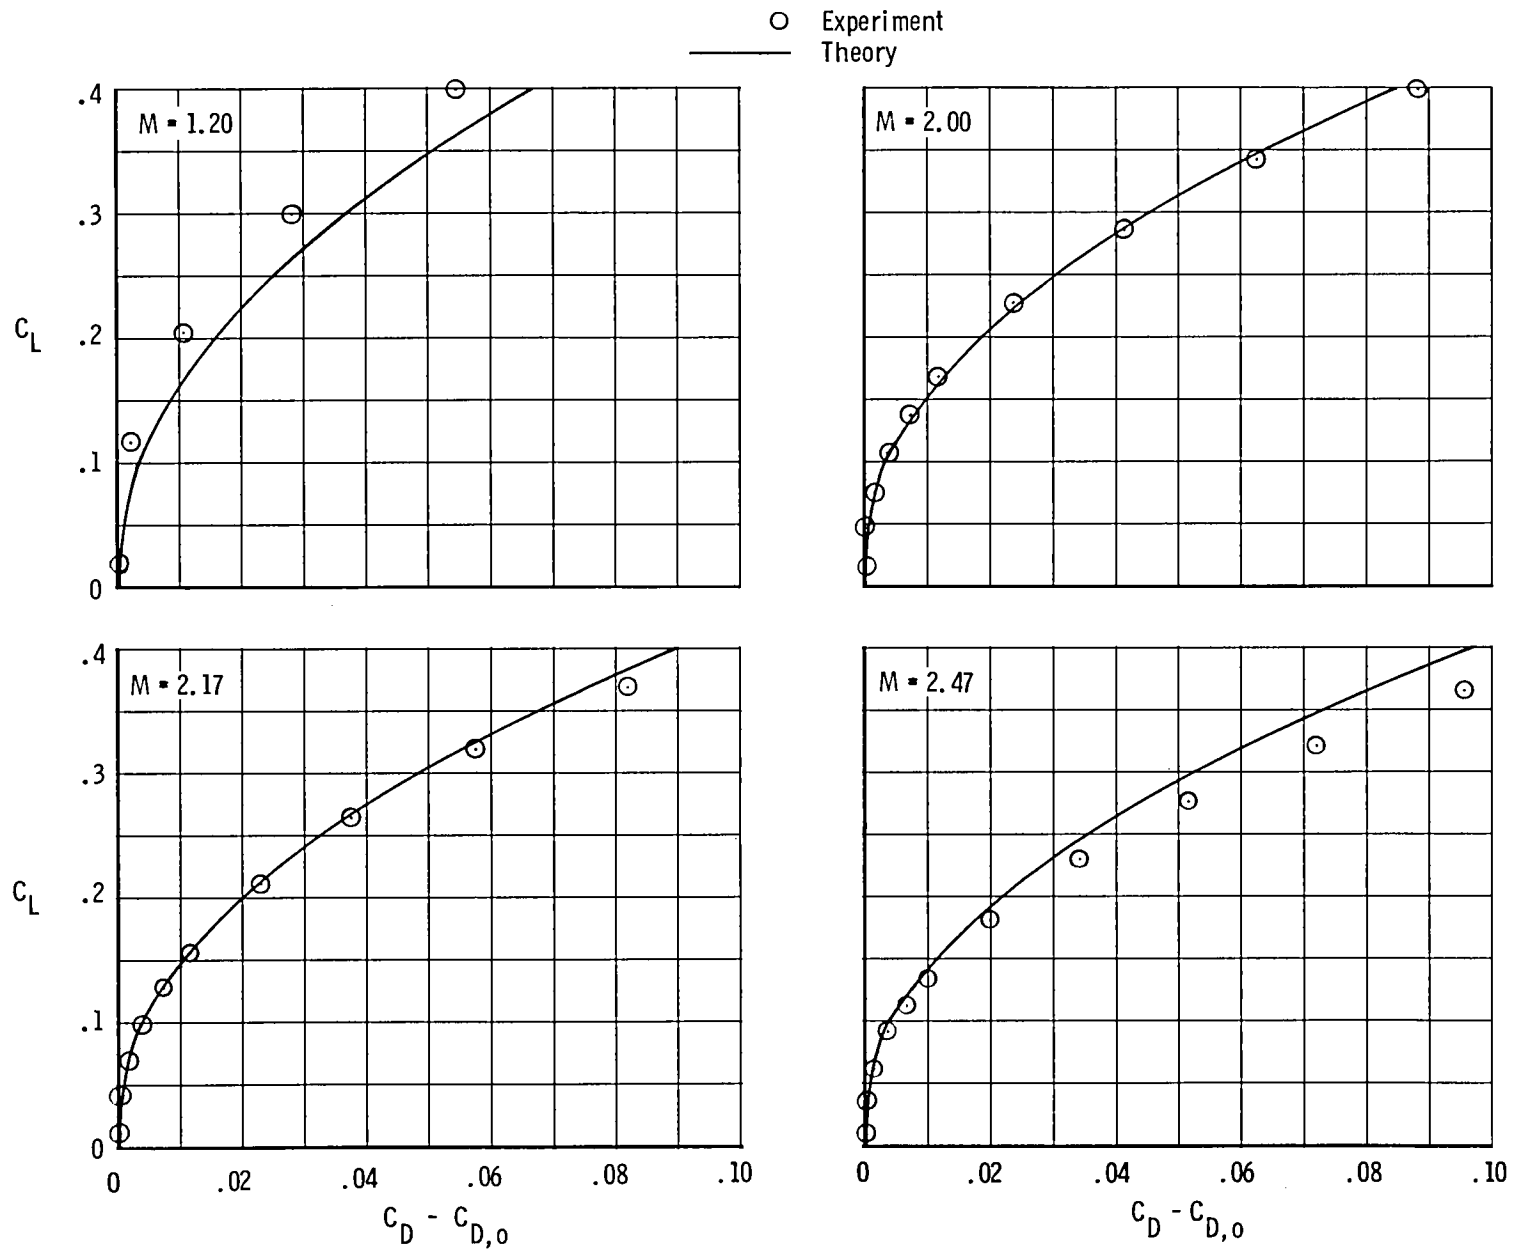 Experiment
Theory
M = 1.20
M = 2.00
.4
.3
.2
.1
0
C_L
M = 2.17
M = 2.47
.4
.3
.2
.1
0
C_L
0 .02 .04 .06 .08 .10
0 .02 .04 .06 .08 .10
C_D - C_D,o
C_D - C_D,o